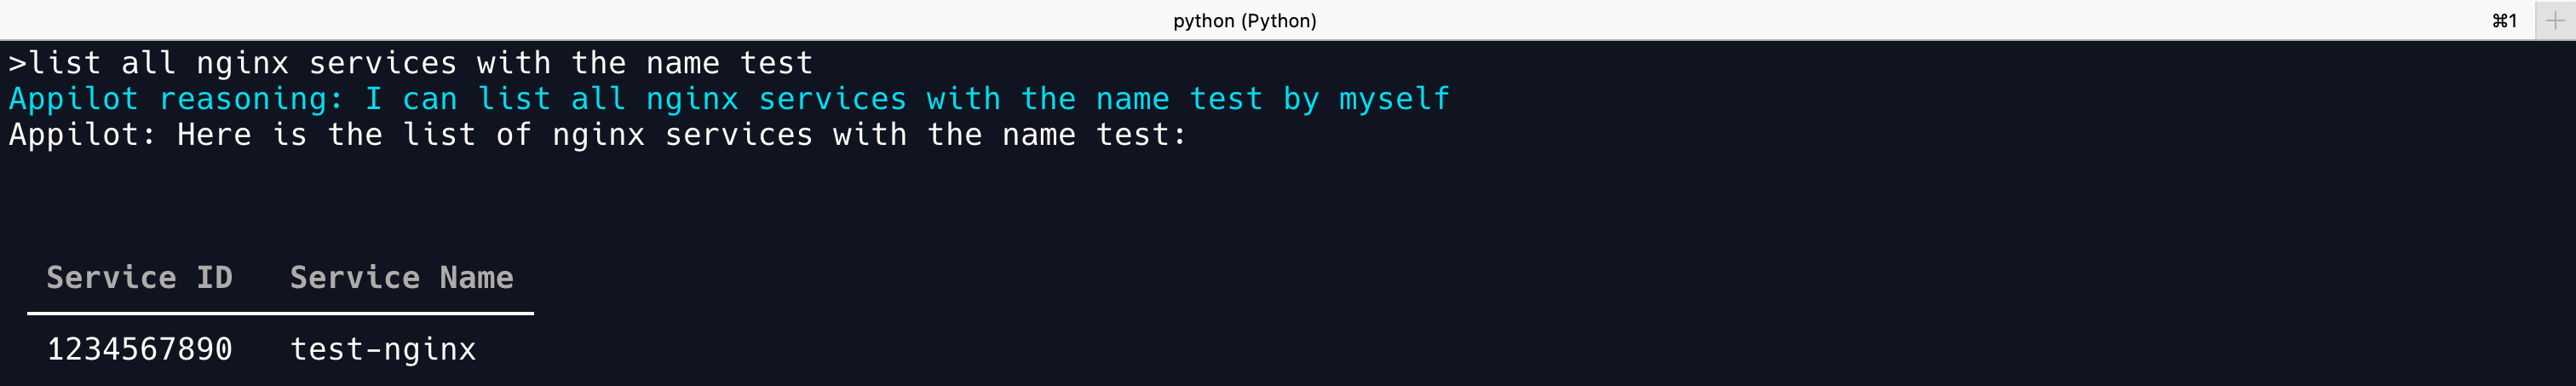 python (Python)
⌘1
>list all nginx services with the name test
Appilot reasoning: I can list all nginx services with the name test by myself
Appilot: Here is the list of nginx services with the name test:
Service ID   Service Name
1234567890   test-nginx